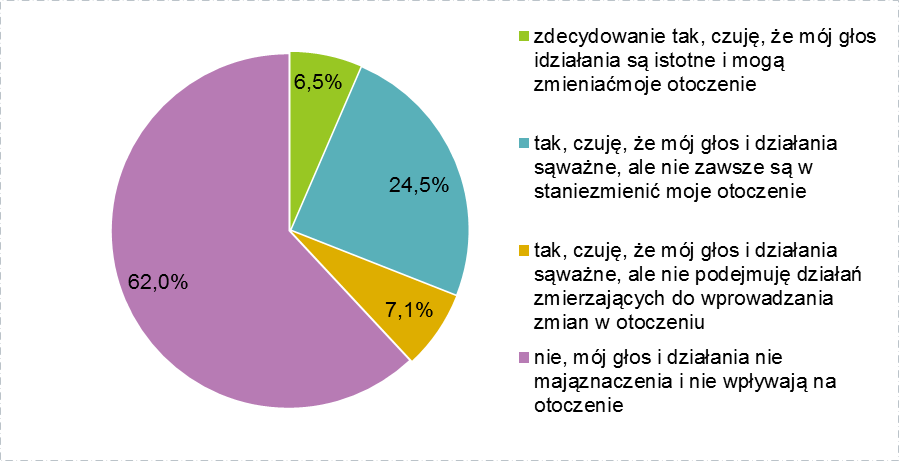 6,5%
24,5%
7,1%
62,0%
zdecydowanie tak, czuję, że mój głos
idziałania są istotne i mogą
zmieniaćmoje otoczenie
tak, czuję, że mój głos i działania
sąważne, ale nie zawsze są w
staniezmienić moje otoczenie
tak, czuję, że mój głos i działania
sąważne, ale nie podejmuję działań
zmierzających do wprowadzania
zmian w otoczeniu
nie, mój głos i działania nie
mająznaczenia i nie wpływają na
otoczenie